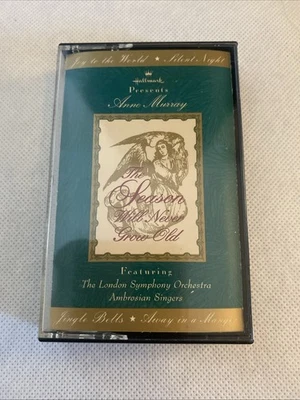 Joy to the World ★ Silent Night
Hallmark
Presents
Anne Murray
The
Season
Will Never
Grow Old
Featuring
The London Symphony Orchestra
Ambrosian Singers
Jingle Bells ★ Away in a Manger